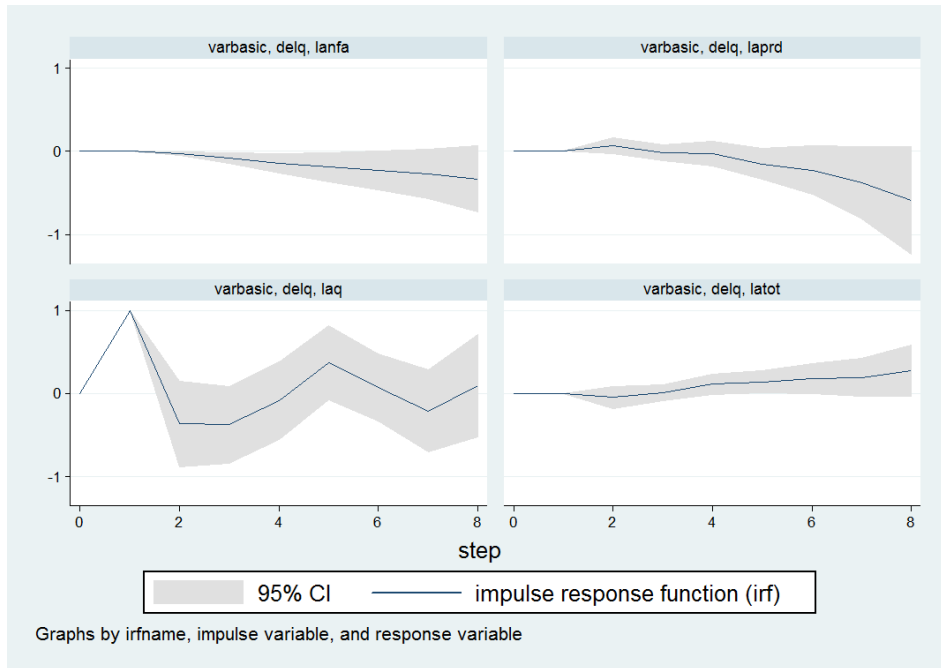 varbasic, delq, lanfa
varbasic, delq, laprd
1
0
-1
varbasic, delq, laq
varbasic, delq, latot
1
0
-1
0 2 4 6 8
0 2 4 6 8
step
95% CI
impulse response function (irf)
Graphs by irfname, impulse variable, and response variable